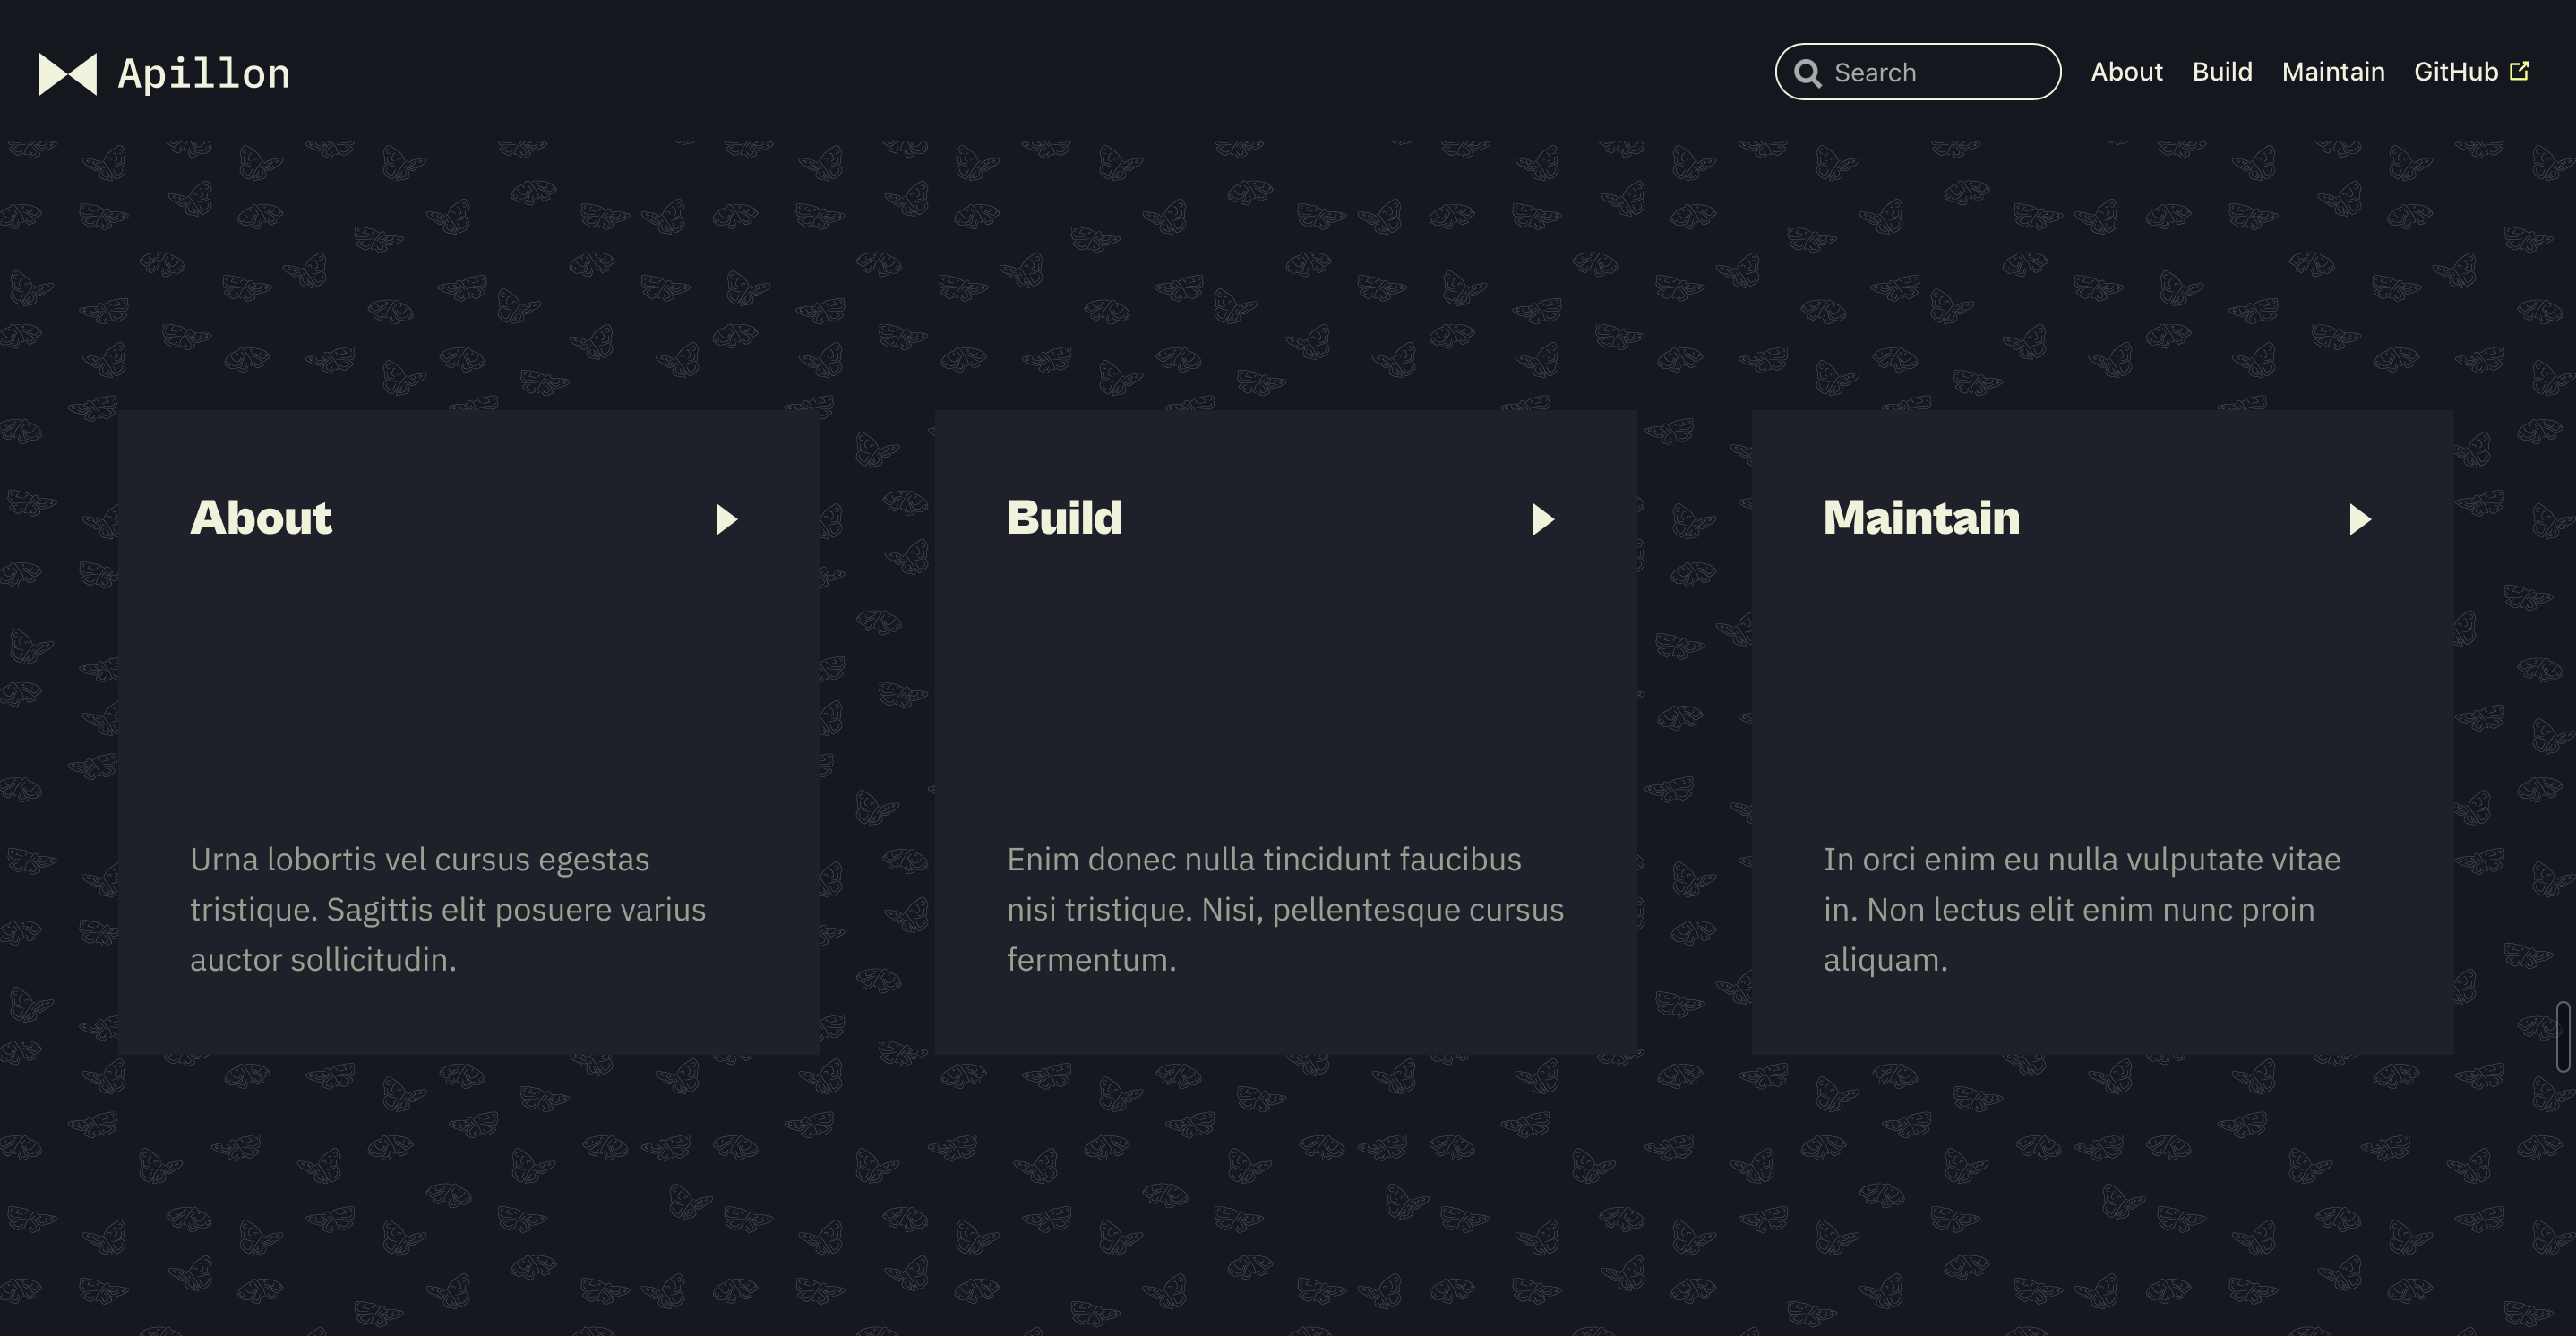 Apillon
Search
About
Build
Maintain
GitHub
About
Urna lobortis vel cursus egestas
tristique. Sagittis elit posuere varius
auctor sollicitudin.
Build
Enim donec nulla tincidunt faucibus
nisi tristique. Nisi, pellentesque cursus
fermentum.
Maintain
In orci enim eu nulla vulputate vitae
in. Non lectus elit enim nunc proin
aliquam.